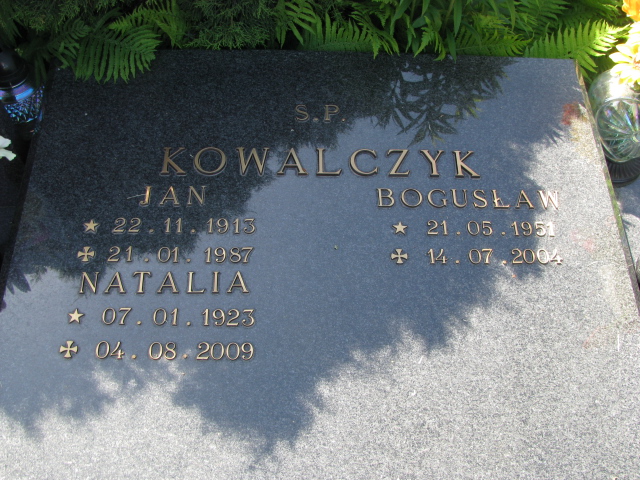 Ś.P.
KOWALCZYK
JAN
22.11.1913
21.01.1987
NATALIA
07.01.1923
04.08.2009
BOGUSŁAW
21.05.1951
14.07.2004